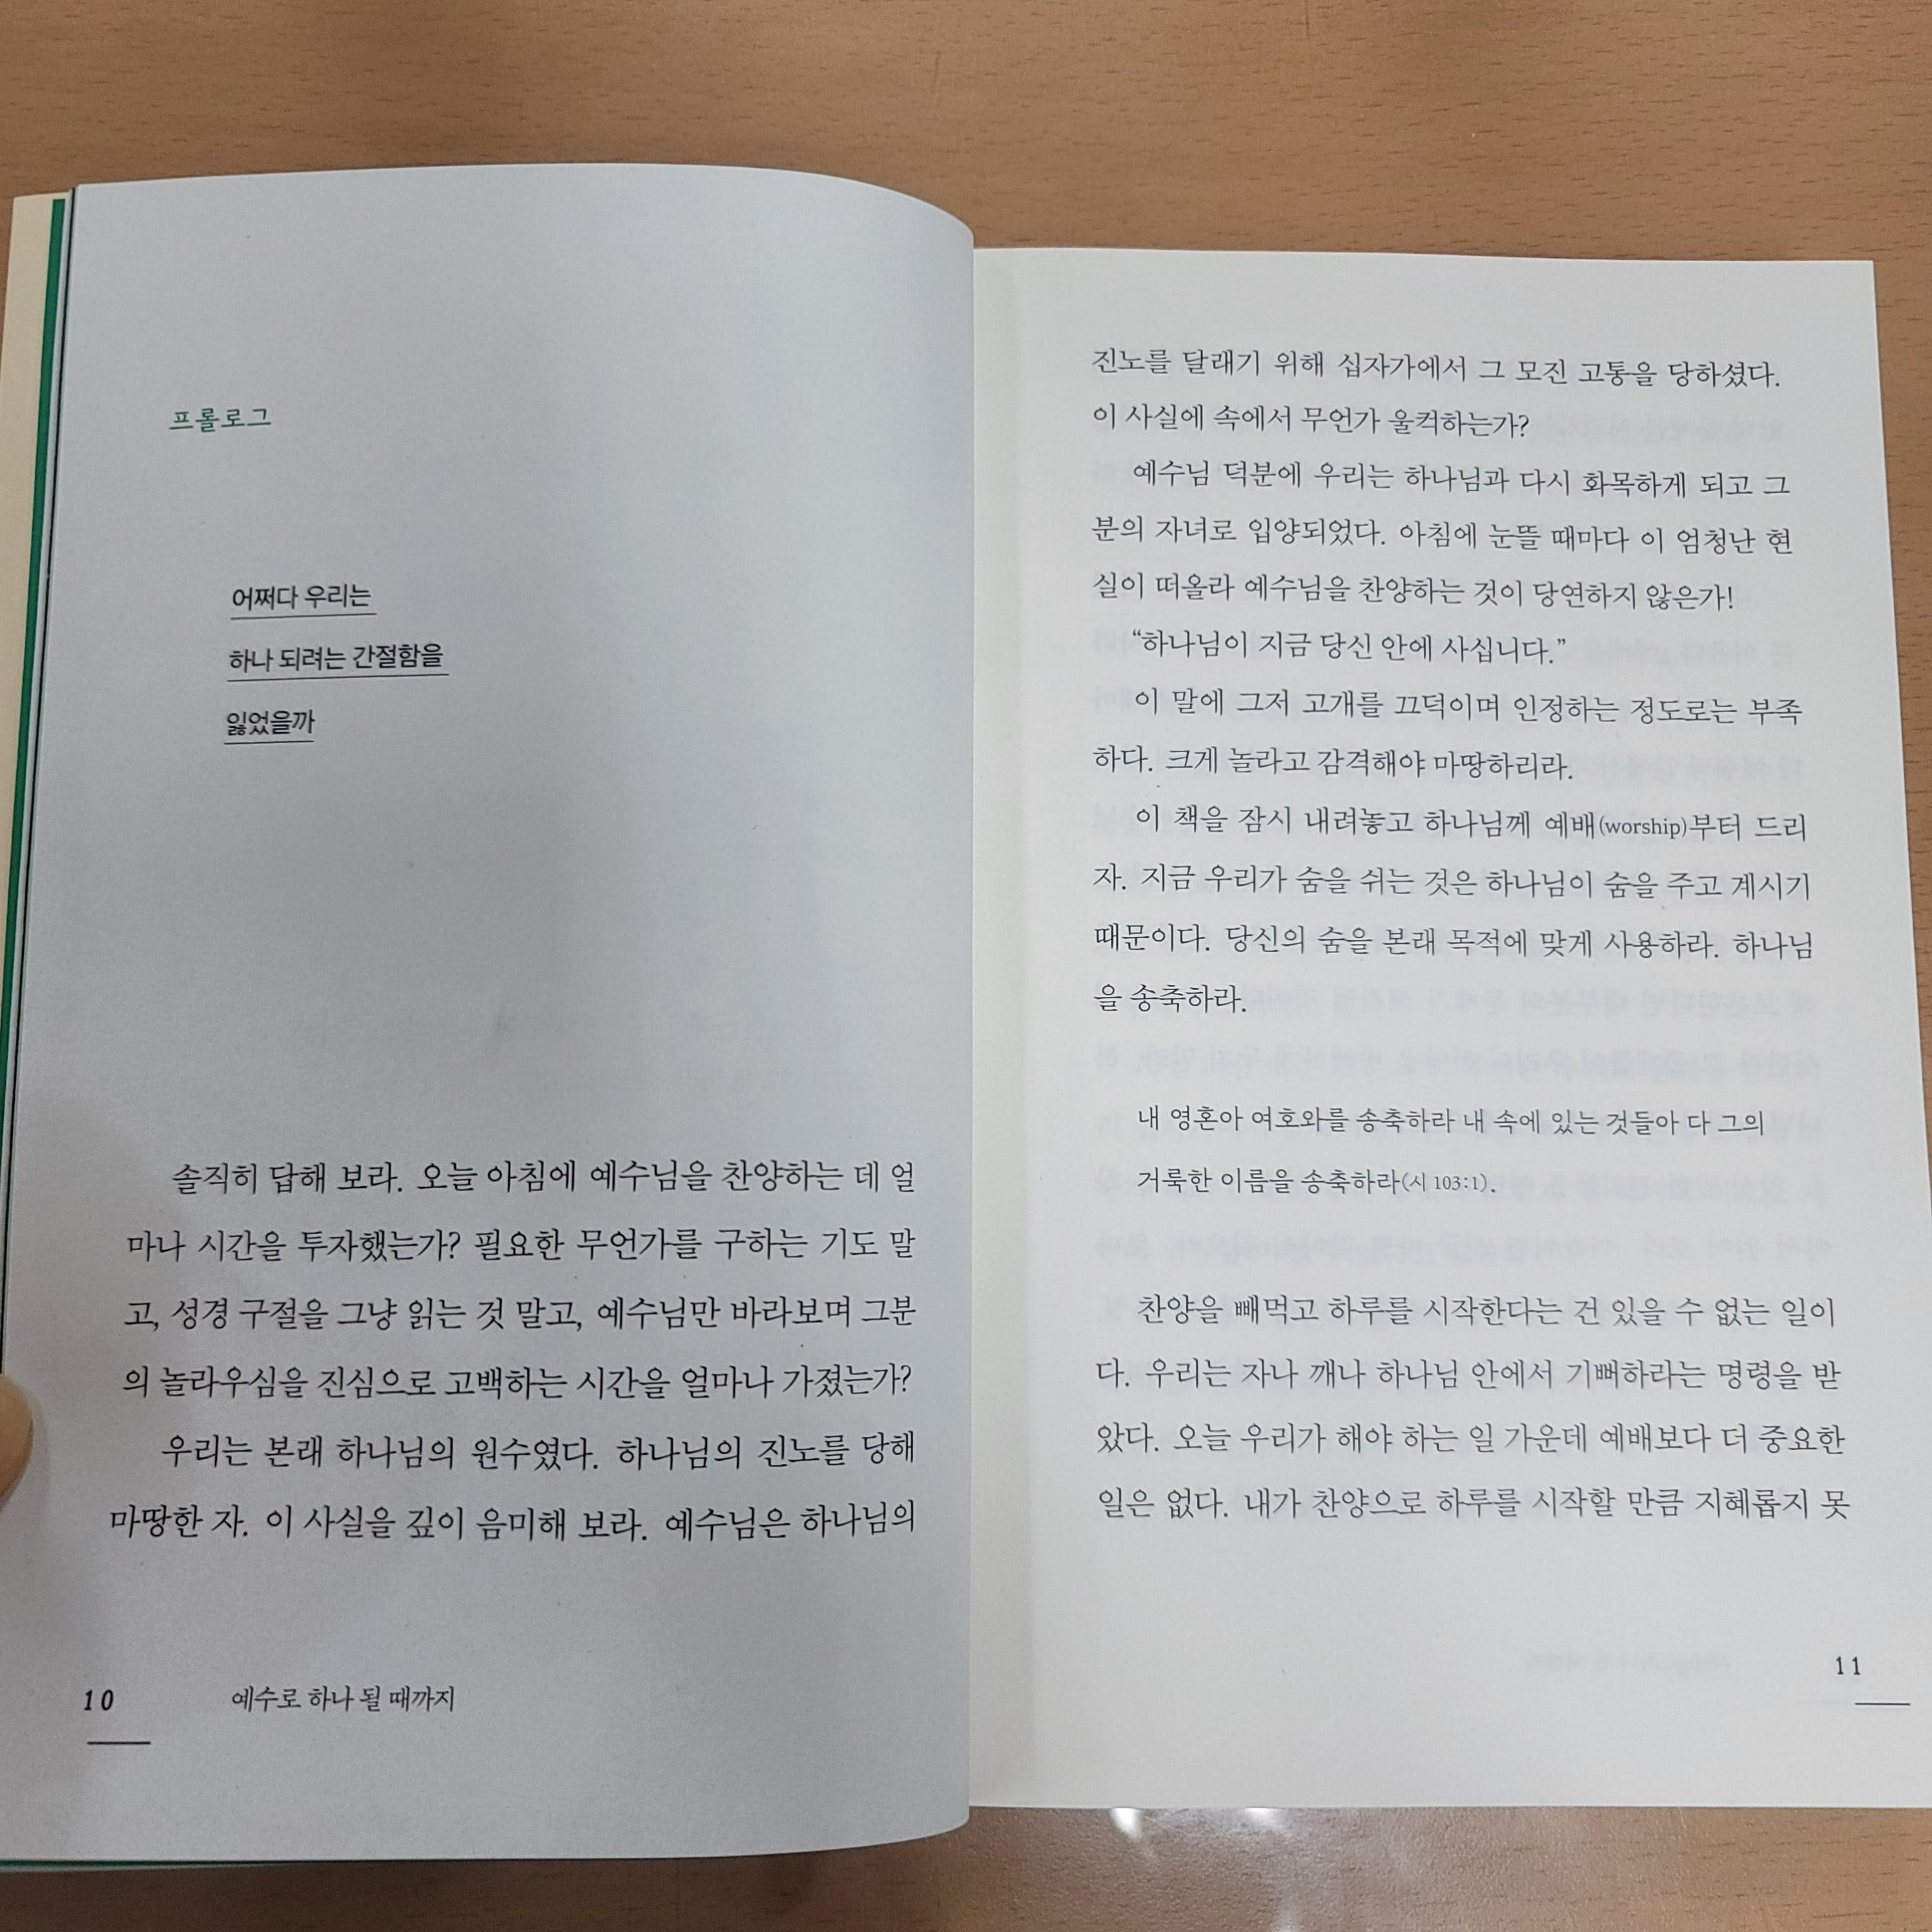 프롤로그
어쩌다 우리는
하나 되려는 간절함을
잃었을까
솔직히 답해 보라. 오늘 아침에 예수님을 찬양하는 데 얼
마나 시간을 투자했는가? 필요한 무언가를 구하는 기도 말
고, 성경 구절을 그냥 읽는 것 말고, 예수님만 바라보며 그분
의 놀라우심을 진심으로 고백하는 시간을 얼마나 가졌는가?
우리는 본래 하나님의 원수였다. 하나님의 진노를 당해
마땅한 자. 이 사실을 깊이 음미해 보라. 예수님은 하나님의
10 예수로 하나 될 때까지
진노를 달래기 위해 십자가에서 그 모진 고통을 당하셨다.
이 사실에 속에서 무언가 울컥하는가?
예수님 덕분에 우리는 하나님과 다시 화목하게 되고 그
분의 자녀로 입양되었다. 아침에 눈뜰 때마다 이 엄청난 현
실이 떠올라 예수님을 찬양하는 것이 당연하지 않은가!
“하나님이 지금 당신 안에 사십니다.”
이 말에 그저 고개를 끄덕이며 인정하는 정도로는 부족
하다. 크게 놀라고 감격해야 마땅하리라.
이 책을 잠시 내려놓고 하나님께 예배(worship)부터 드리
자. 지금 우리가 숨을 쉬는 것은 하나님이 숨을 주고 계시기
때문이다. 당신의 숨을 본래 목적에 맞게 사용하라. 하나님
을 송축하라.
내 영혼아 여호와를 송축하라 내 속에 있는 것들아 다 그의
거룩한 이름을 송축하라(시 103:1).
찬양을 빼먹고 하루를 시작한다는 건 있을 수 없는 일이
다. 우리는 자나 깨나 하나님 안에서 기뻐하라는 명령을 받
았다. 오늘 우리가 해야 하는 일 가운데 예배보다 더 중요한
일은 없다. 내가 찬양으로 하루를 시작할 만큼 지혜롭지 못
11